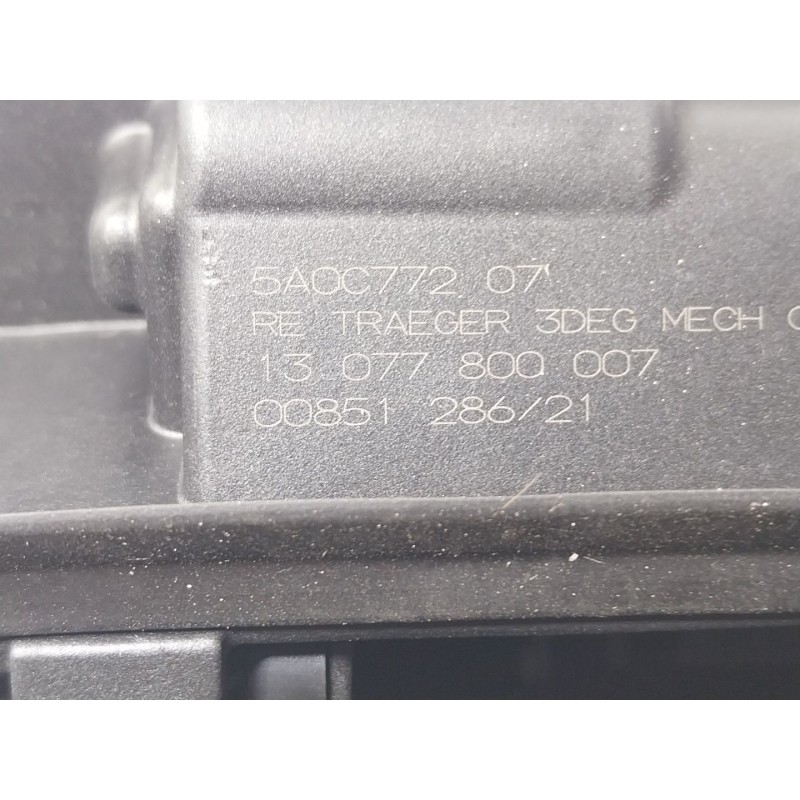 5A0C772 07
RE TRAEGER 3DEG MECH
13 077 800 007
00851 286/21